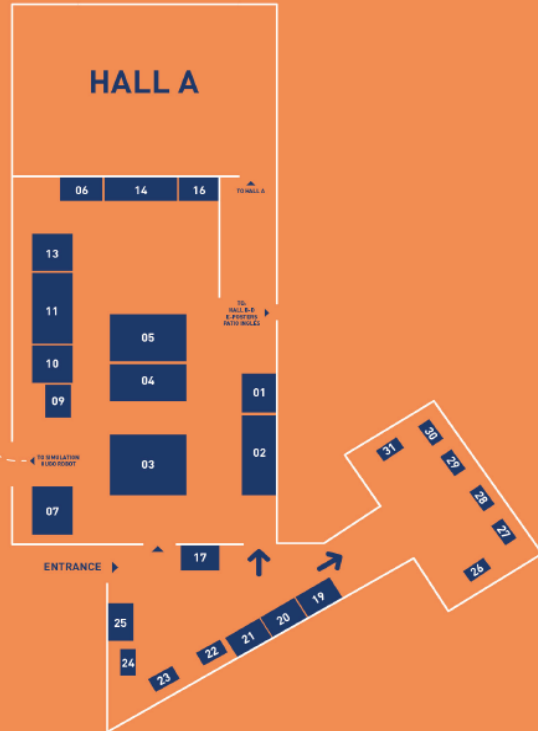 HALL A
06 14 16
TO HALL A
13
TO:
HALL B-D
E-POSTERS
PATIO INGLÉS
11
05
10
04
01
09
02
03
TO SIMULATION
07
17
ENTRANCE
31
30
29
28
27
26
25
24
23
22
21
20
19